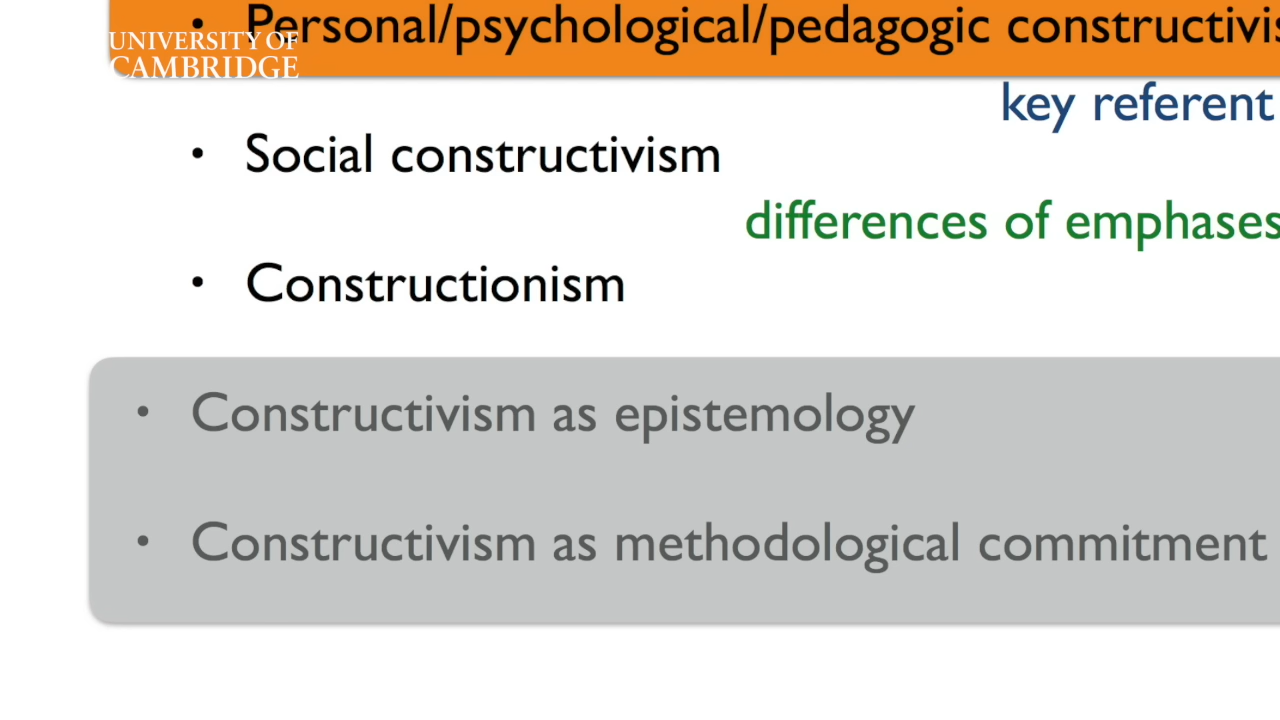 • Personal/psychological/pedagogic constructivis
UNIVERSITY OF
CAMBRIDGE
key referent
• Social constructivism
differences of emphases
• Constructionism
• Constructivism as epistemology
• Constructivism as methodological commitment